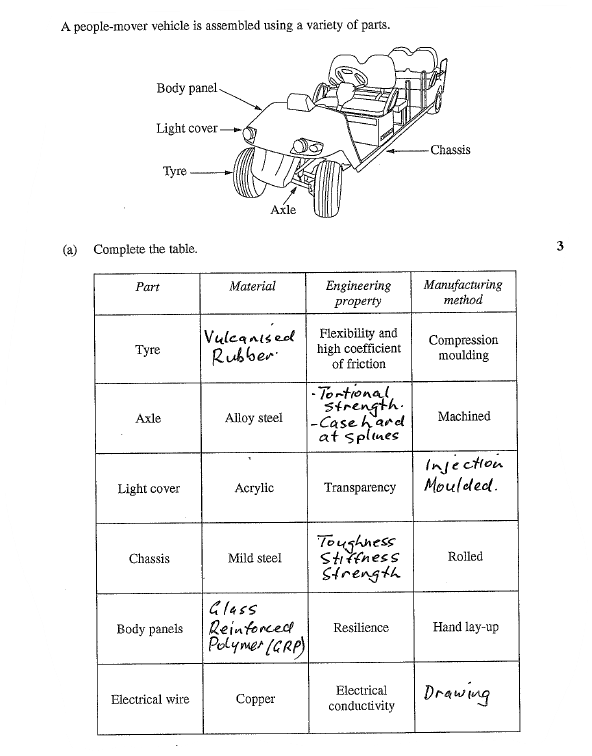 A people-mover vehicle is assembled using a variety of parts.
Body panel
Light cover
Chassis
Tyre
Axle
(a) Complete the table. 3
Part Material Engineering Manufacturing
property method
Tyre Vulcanised Flexibility and Compression
Rubber. high coefficient moulding
of friction
Axle Alloy steel - Tortional Machined
strength.
- Case hard
at splines
Light cover Acrylic Transparency Injection
Moulded.
Chassis Mild steel Toughness Rolled
Stiffness
Strength
Body panels Glass Resilience Hand lay-up
Reinforced
Polymer (GRP)
Electrical wire Copper Electrical Drawing
conductivity